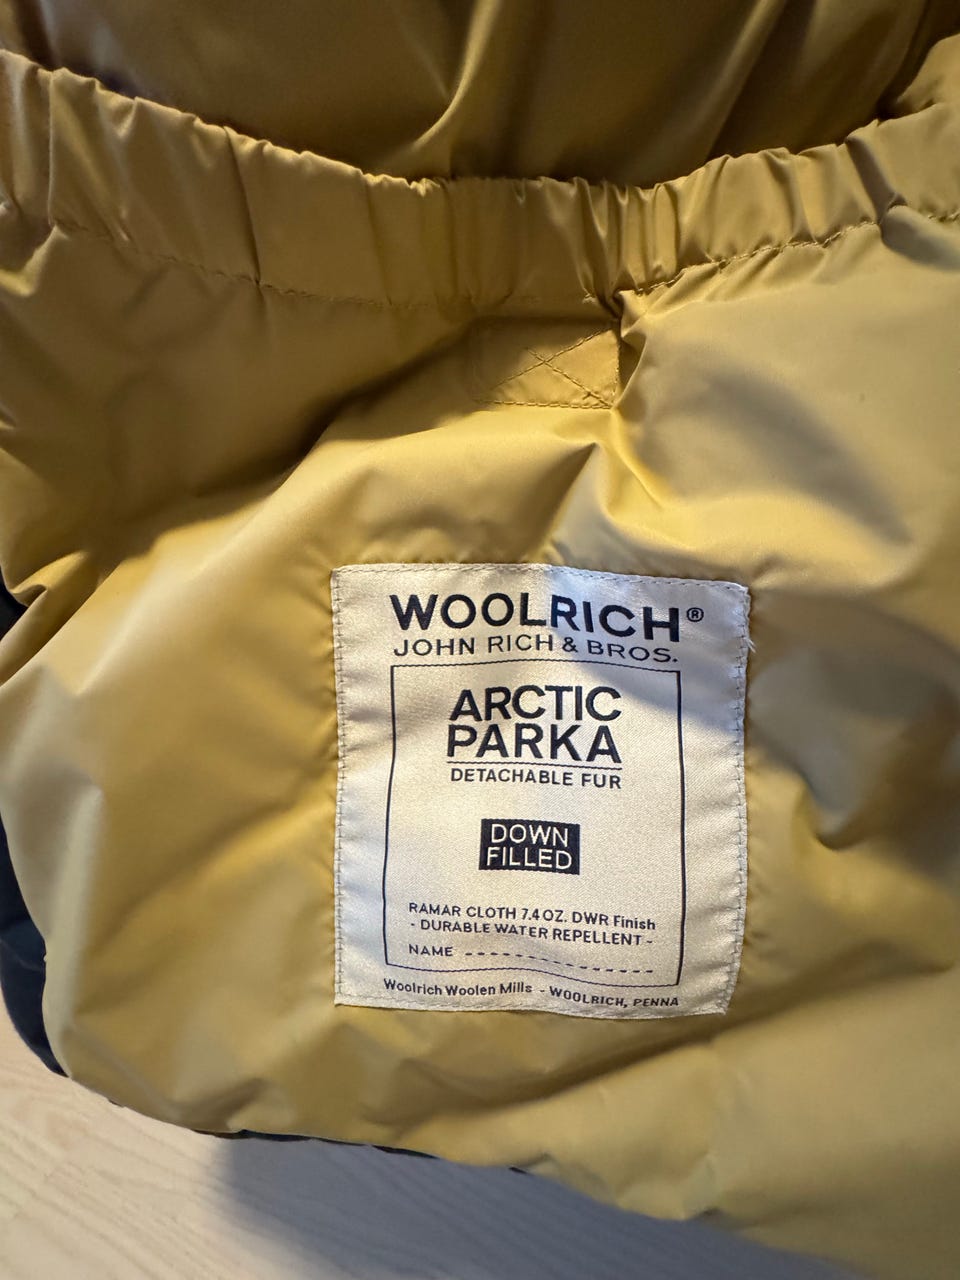 WOOLRICH®
JOHN RICH & BROS.
ARCTIC
PARKA
DETACHABLE FUR
DOWN
FILLED
RAMAR CLOTH 7.4 OZ. DWR Finish
- DURABLE WATER REPELLENT -
NAME
Woolrich Woolen Mills - WOOLRICH, PENNA